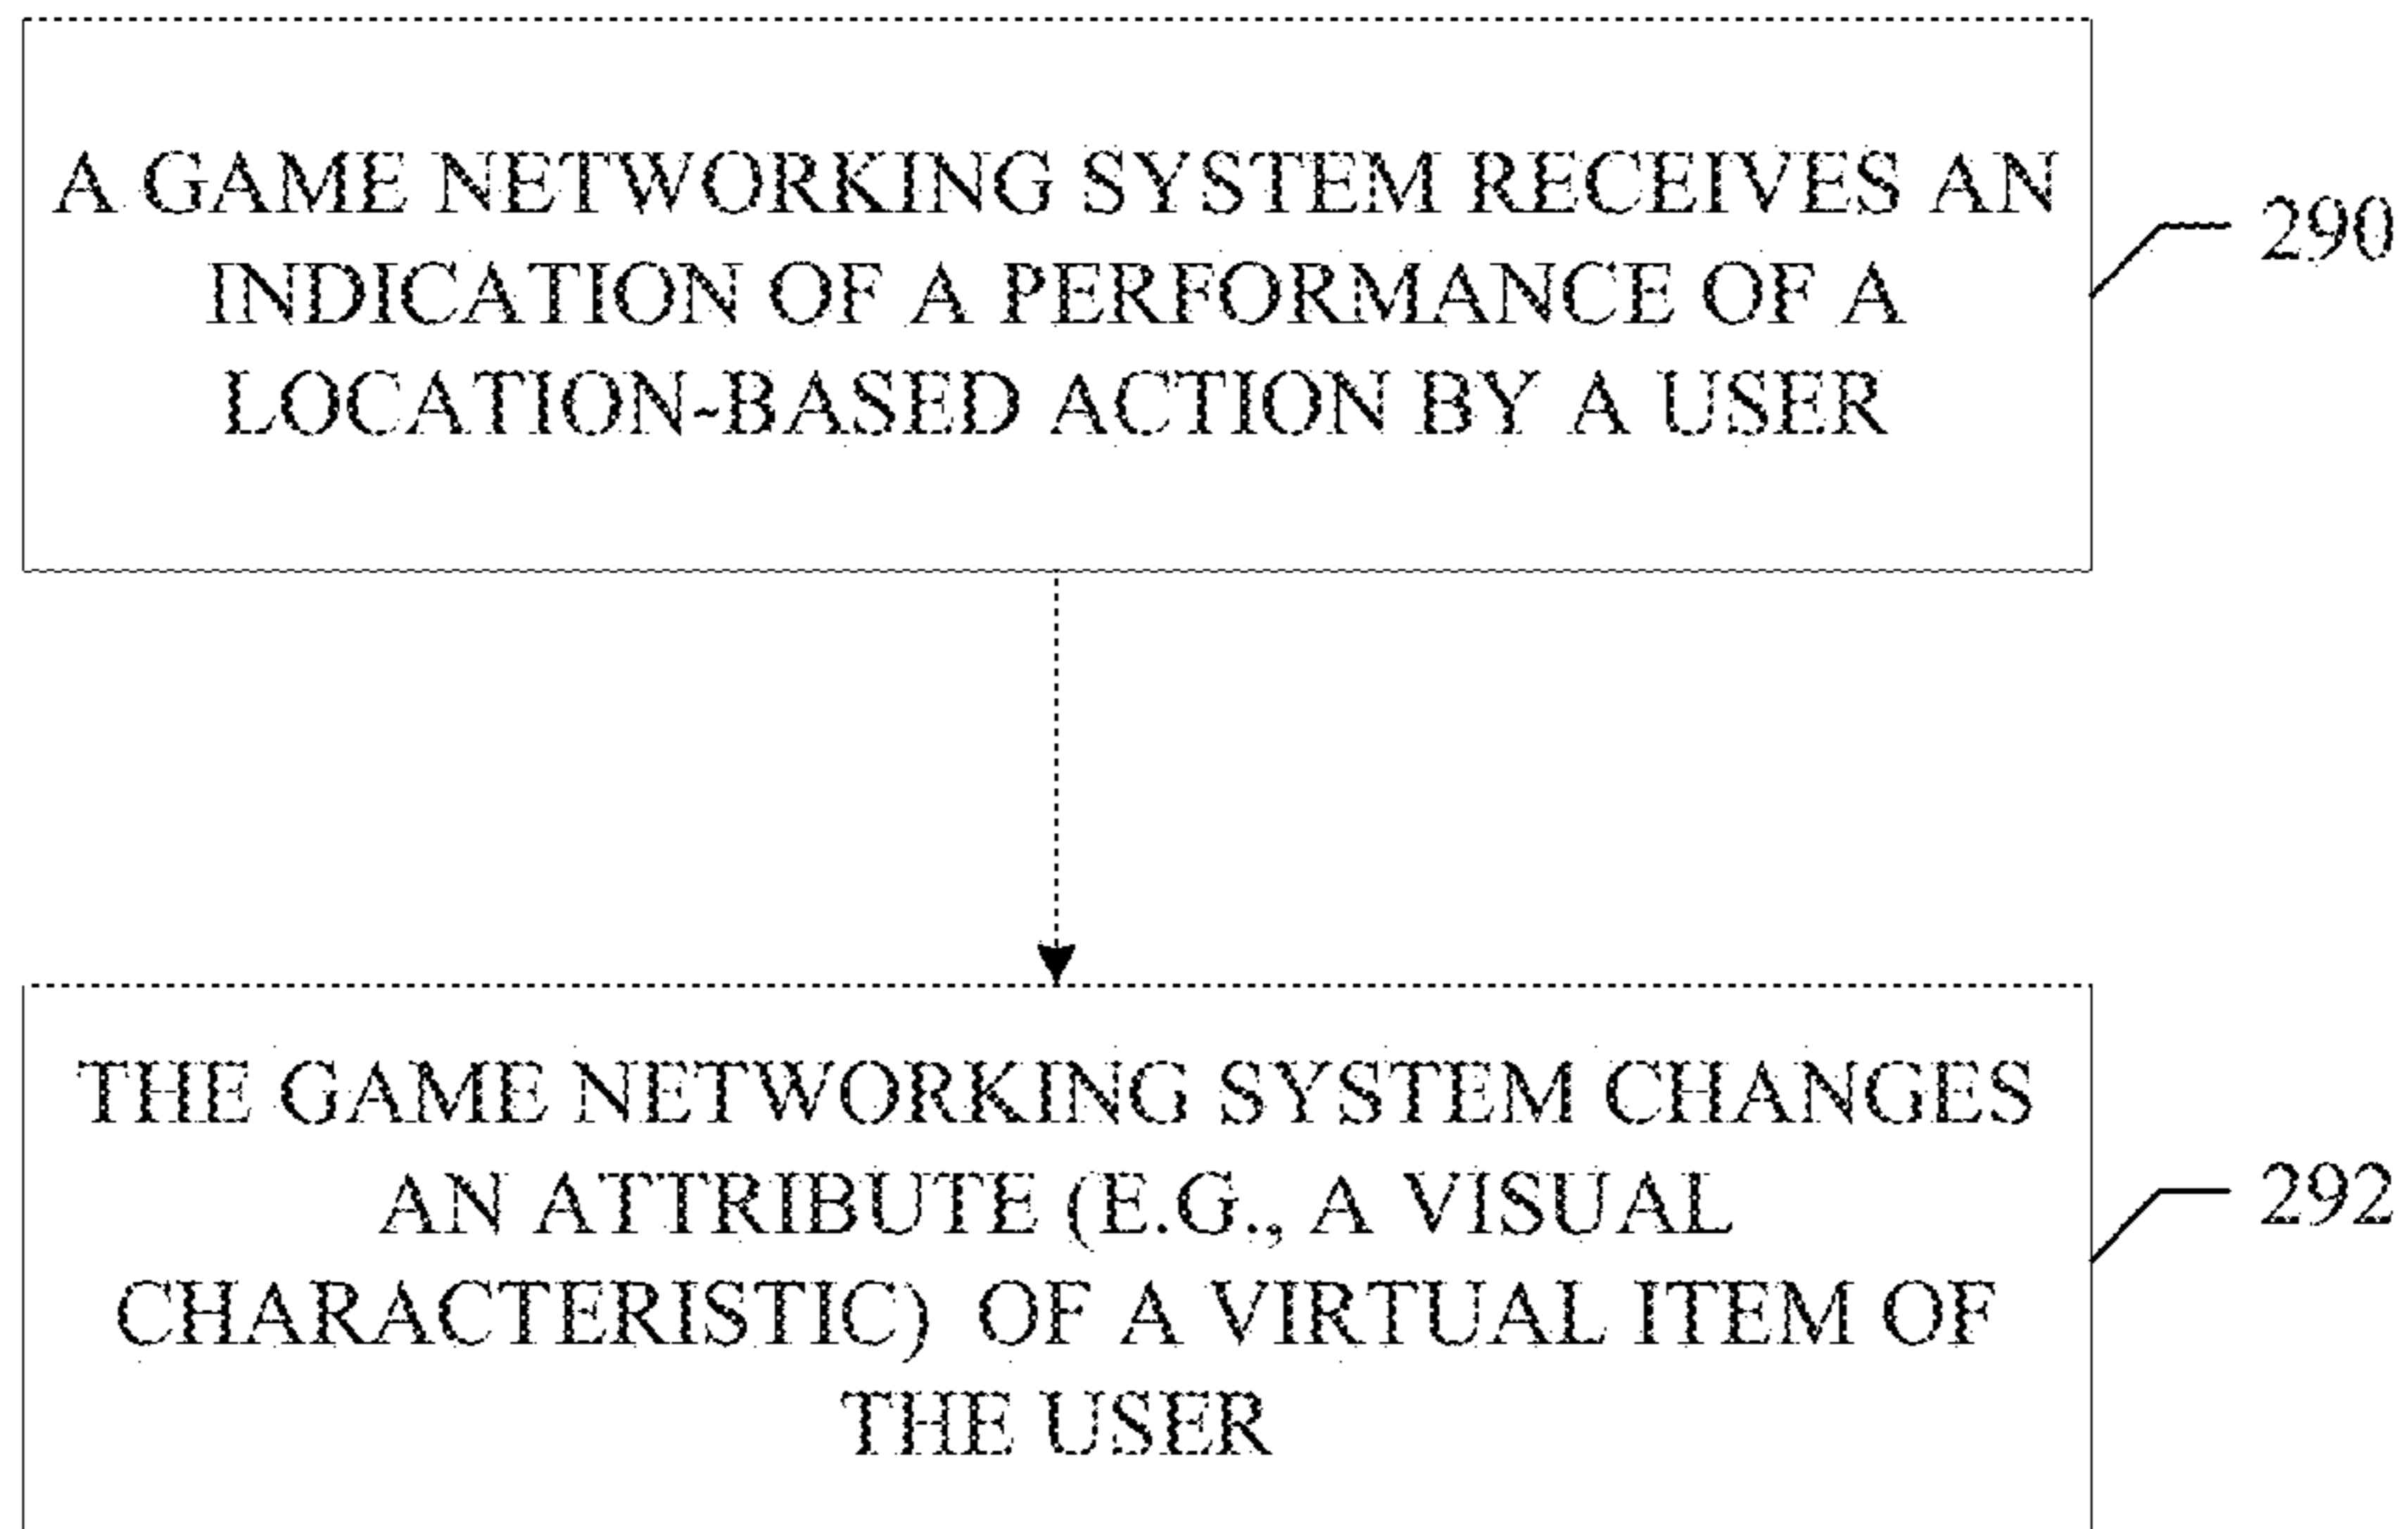 A GAME NETWORKING SYSTEM RECEIVES AN
INDICATION OF A PERFORMANCE OF A
LOCATION-BASED ACTION BY A USER
290
THE GAME NETWORKING SYSTEM CHANGES
AN ATTRIBUTE (E.G., A VISUAL
CHARACTERISTIC) OF A VIRTUAL ITEM OF
THE USER
292